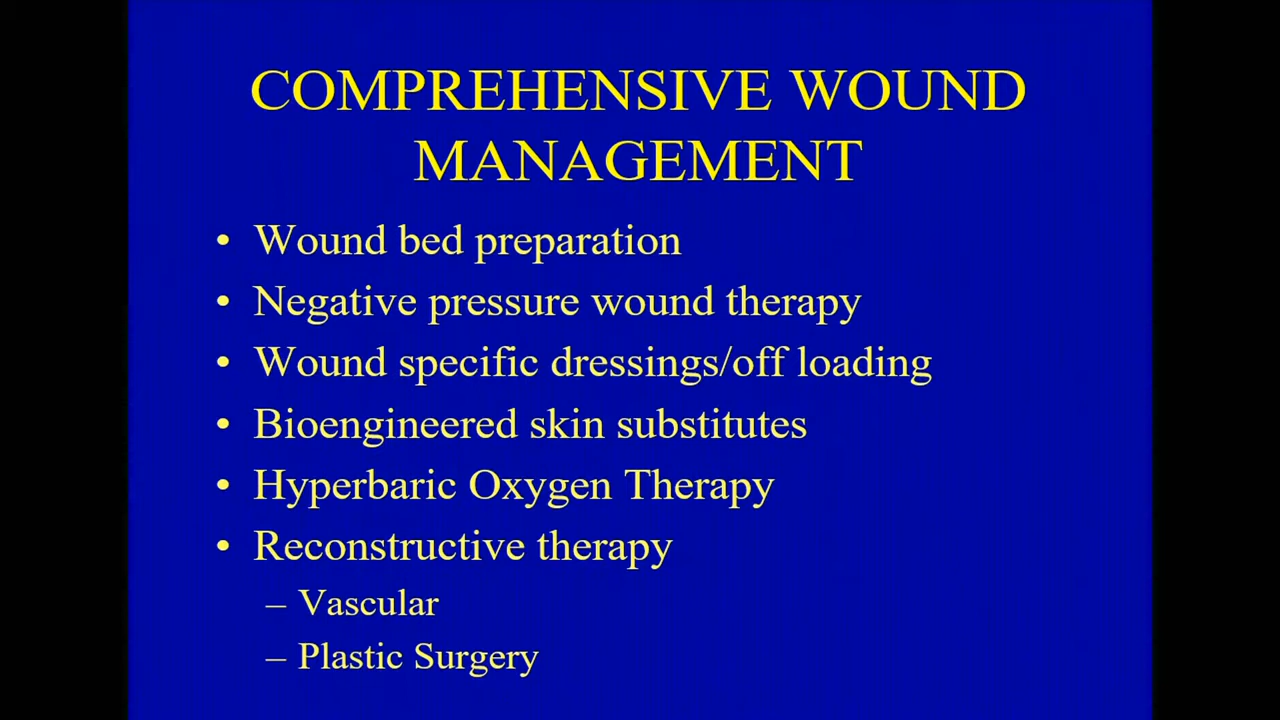 COMPREHENSIVE WOUND
MANAGEMENT
• Wound bed preparation
• Negative pressure wound therapy
• Wound specific dressings/off loading
• Bioengineered skin substitutes
• Hyperbaric Oxygen Therapy
• Reconstructive therapy
– Vascular
– Plastic Surgery